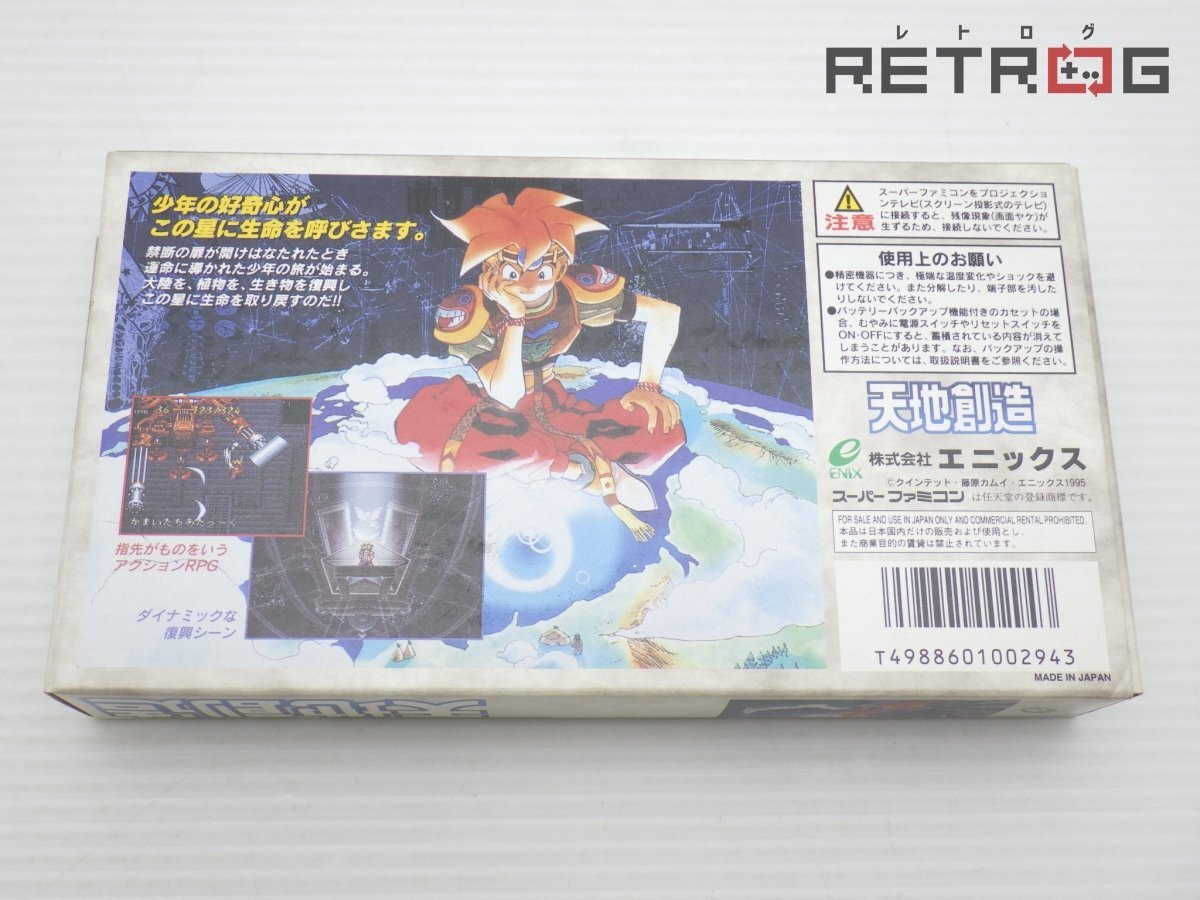 レトログ
RETROG
少年の好奇心が
この星に生命を呼びさます。
禁断の扉が開けはなたれたとき
運命に導かれた少年の旅が始まる。
大陸を、植物を、生き物を復興し
この星に生命を取り戻すのだ!!
36 123/324
かまいたちあたっーく
指先がものをいう
アクションRPG
ダイナミックな
復興シーン
注意
スーパーファミコンをプロジェクショ
ンテレビ(スクリーン投影式のテレビ)
に接続すると、残像現象(画面ヤケ)が
生ずるため、接続しないでください。
使用上のお願い
●精密機器につき、極端な温度変化やショックを避
けてください。また分解したり、端子部を汚した
りしないでください。
●バッテリーバックアップ機能付きのカセットの場
合、むやみに電源スイッチやリセットスイッチを
ON・OFFにすると、蓄積されている内容が消えて
しまうことがあります。なお、バックアップの操
作方法については、取扱説明書をご参照ください。
天地創造
ENIX 株式会社 エニックス
©クインテット・藤原カムイ・エニックス1995
スーパーファミコン は任天堂の登録商標です。
FOR SALE AND USE IN JAPAN ONLY AND COMMERCIAL RENTAL PROHIBITED.
本品は日本国内だけの販売および使用とし、
また商業目的の賃貸は禁止されています。
T4988601002943
MADE IN JAPAN